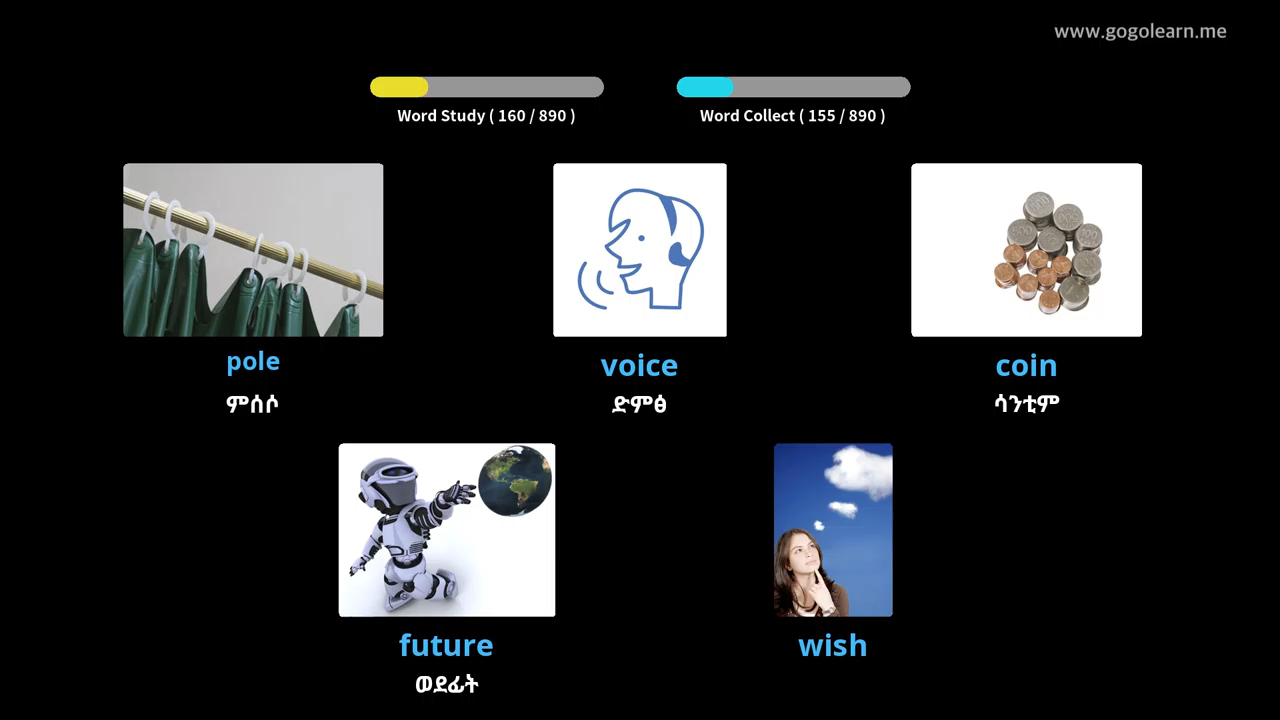 www.gogolearn.me
Word Study ( 160 / 890 )
Word Collect ( 155 / 890 )
pole
ምሰሶ
voice
ድምፅ
coin
ሳንቲም
future
ወደፊት
wish